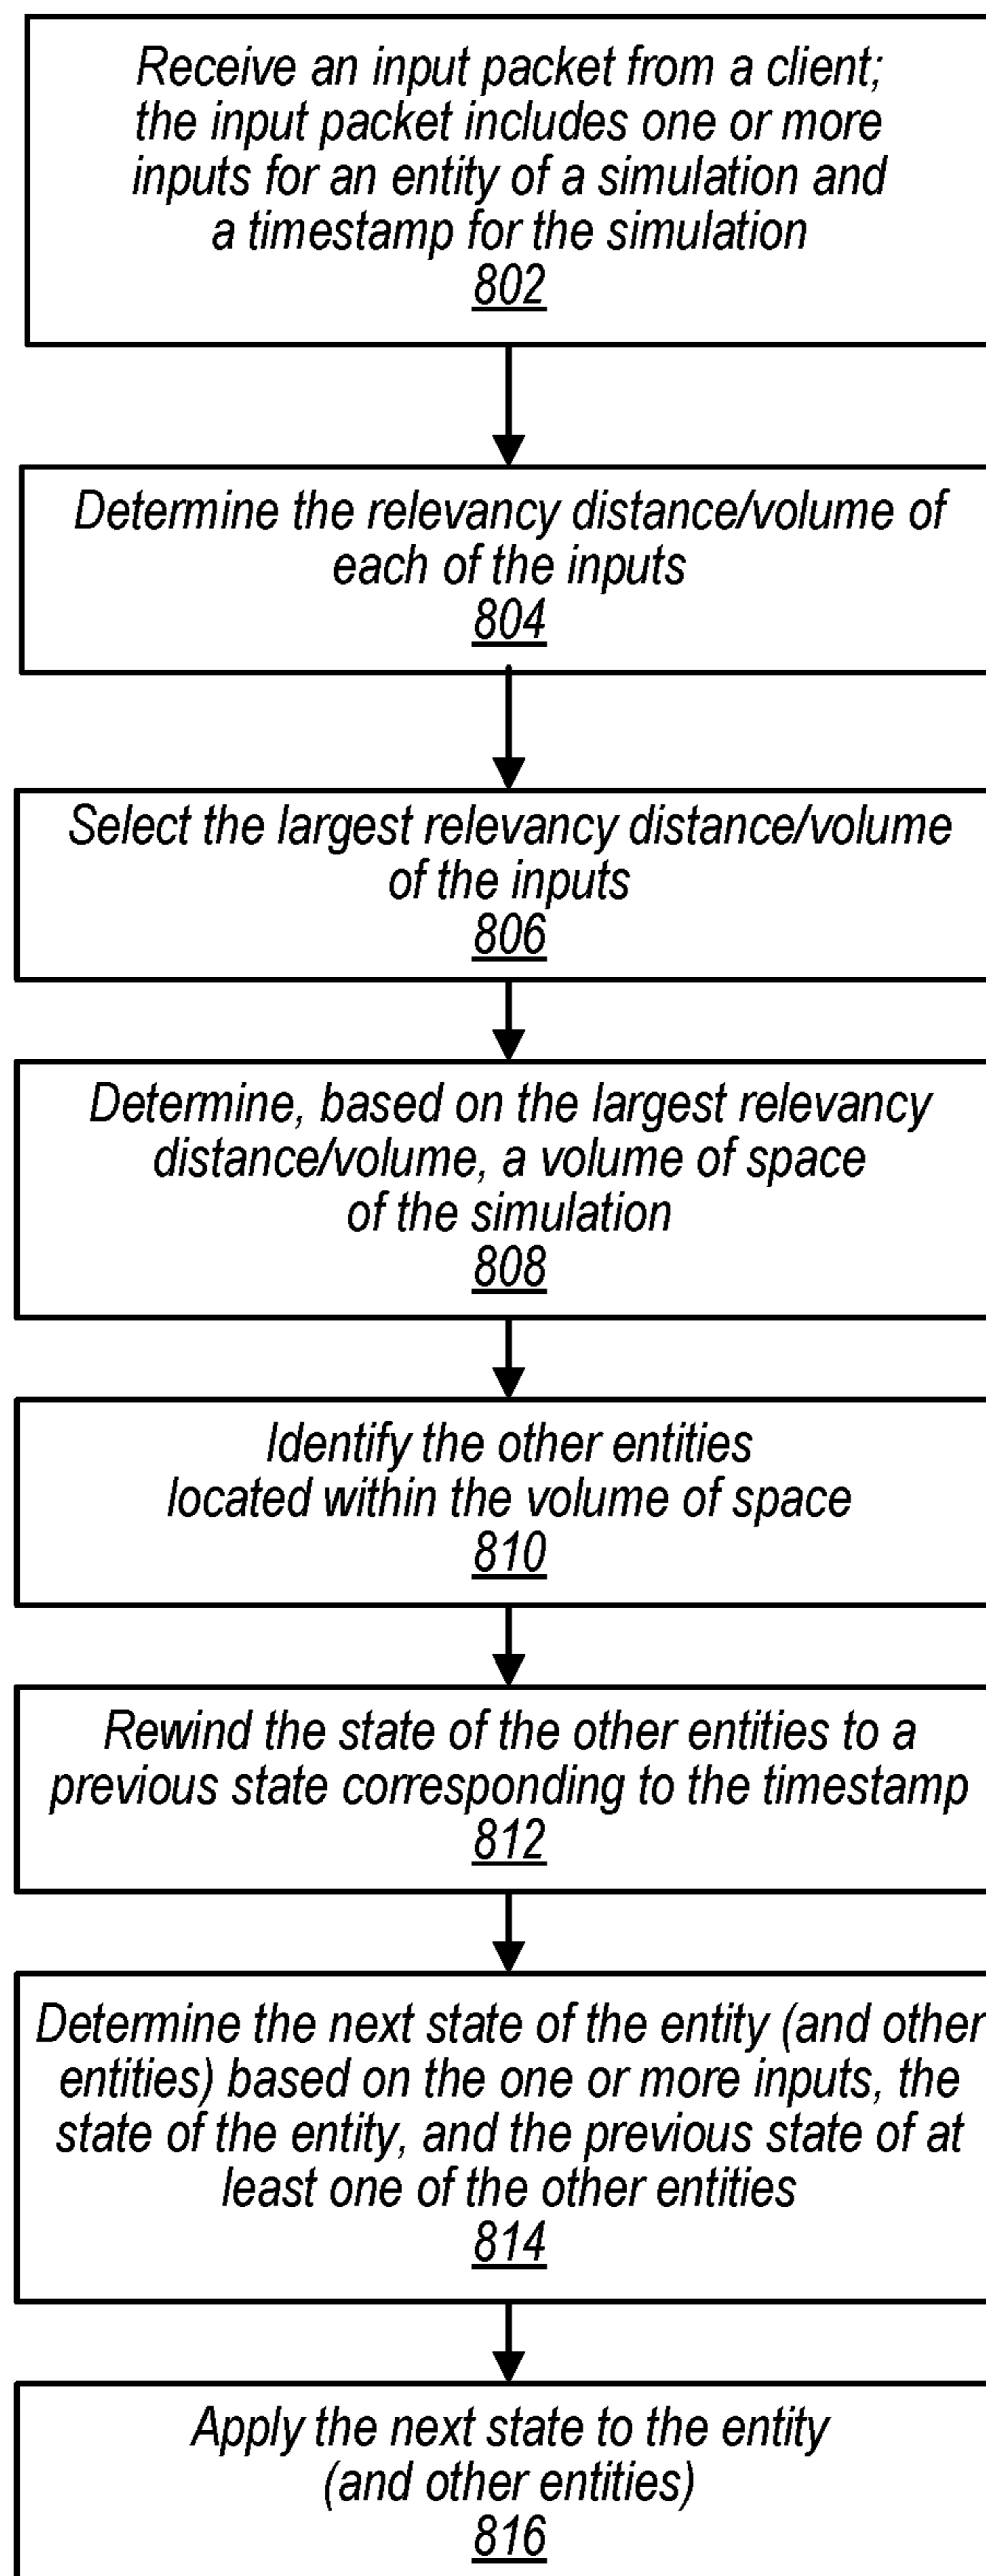 Receive an input packet from a client;
the input packet includes one or more
inputs for an entity of a simulation and
a timestamp for the simulation
802
Determine the relevancy distance/volume of
each of the inputs
804
Select the largest relevancy distance/volume
of the inputs
806
Determine, based on the largest relevancy
distance/volume, a volume of space
of the simulation
808
Identify the other entities
located within the volume of space
810
Rewind the state of the other entities to a
previous state corresponding to the timestamp
812
Determine the next state of the entity (and other
entities) based on the one or more inputs, the
state of the entity, and the previous state of at
least one of the other entities
814
Apply the next state to the entity
(and other entities)
816